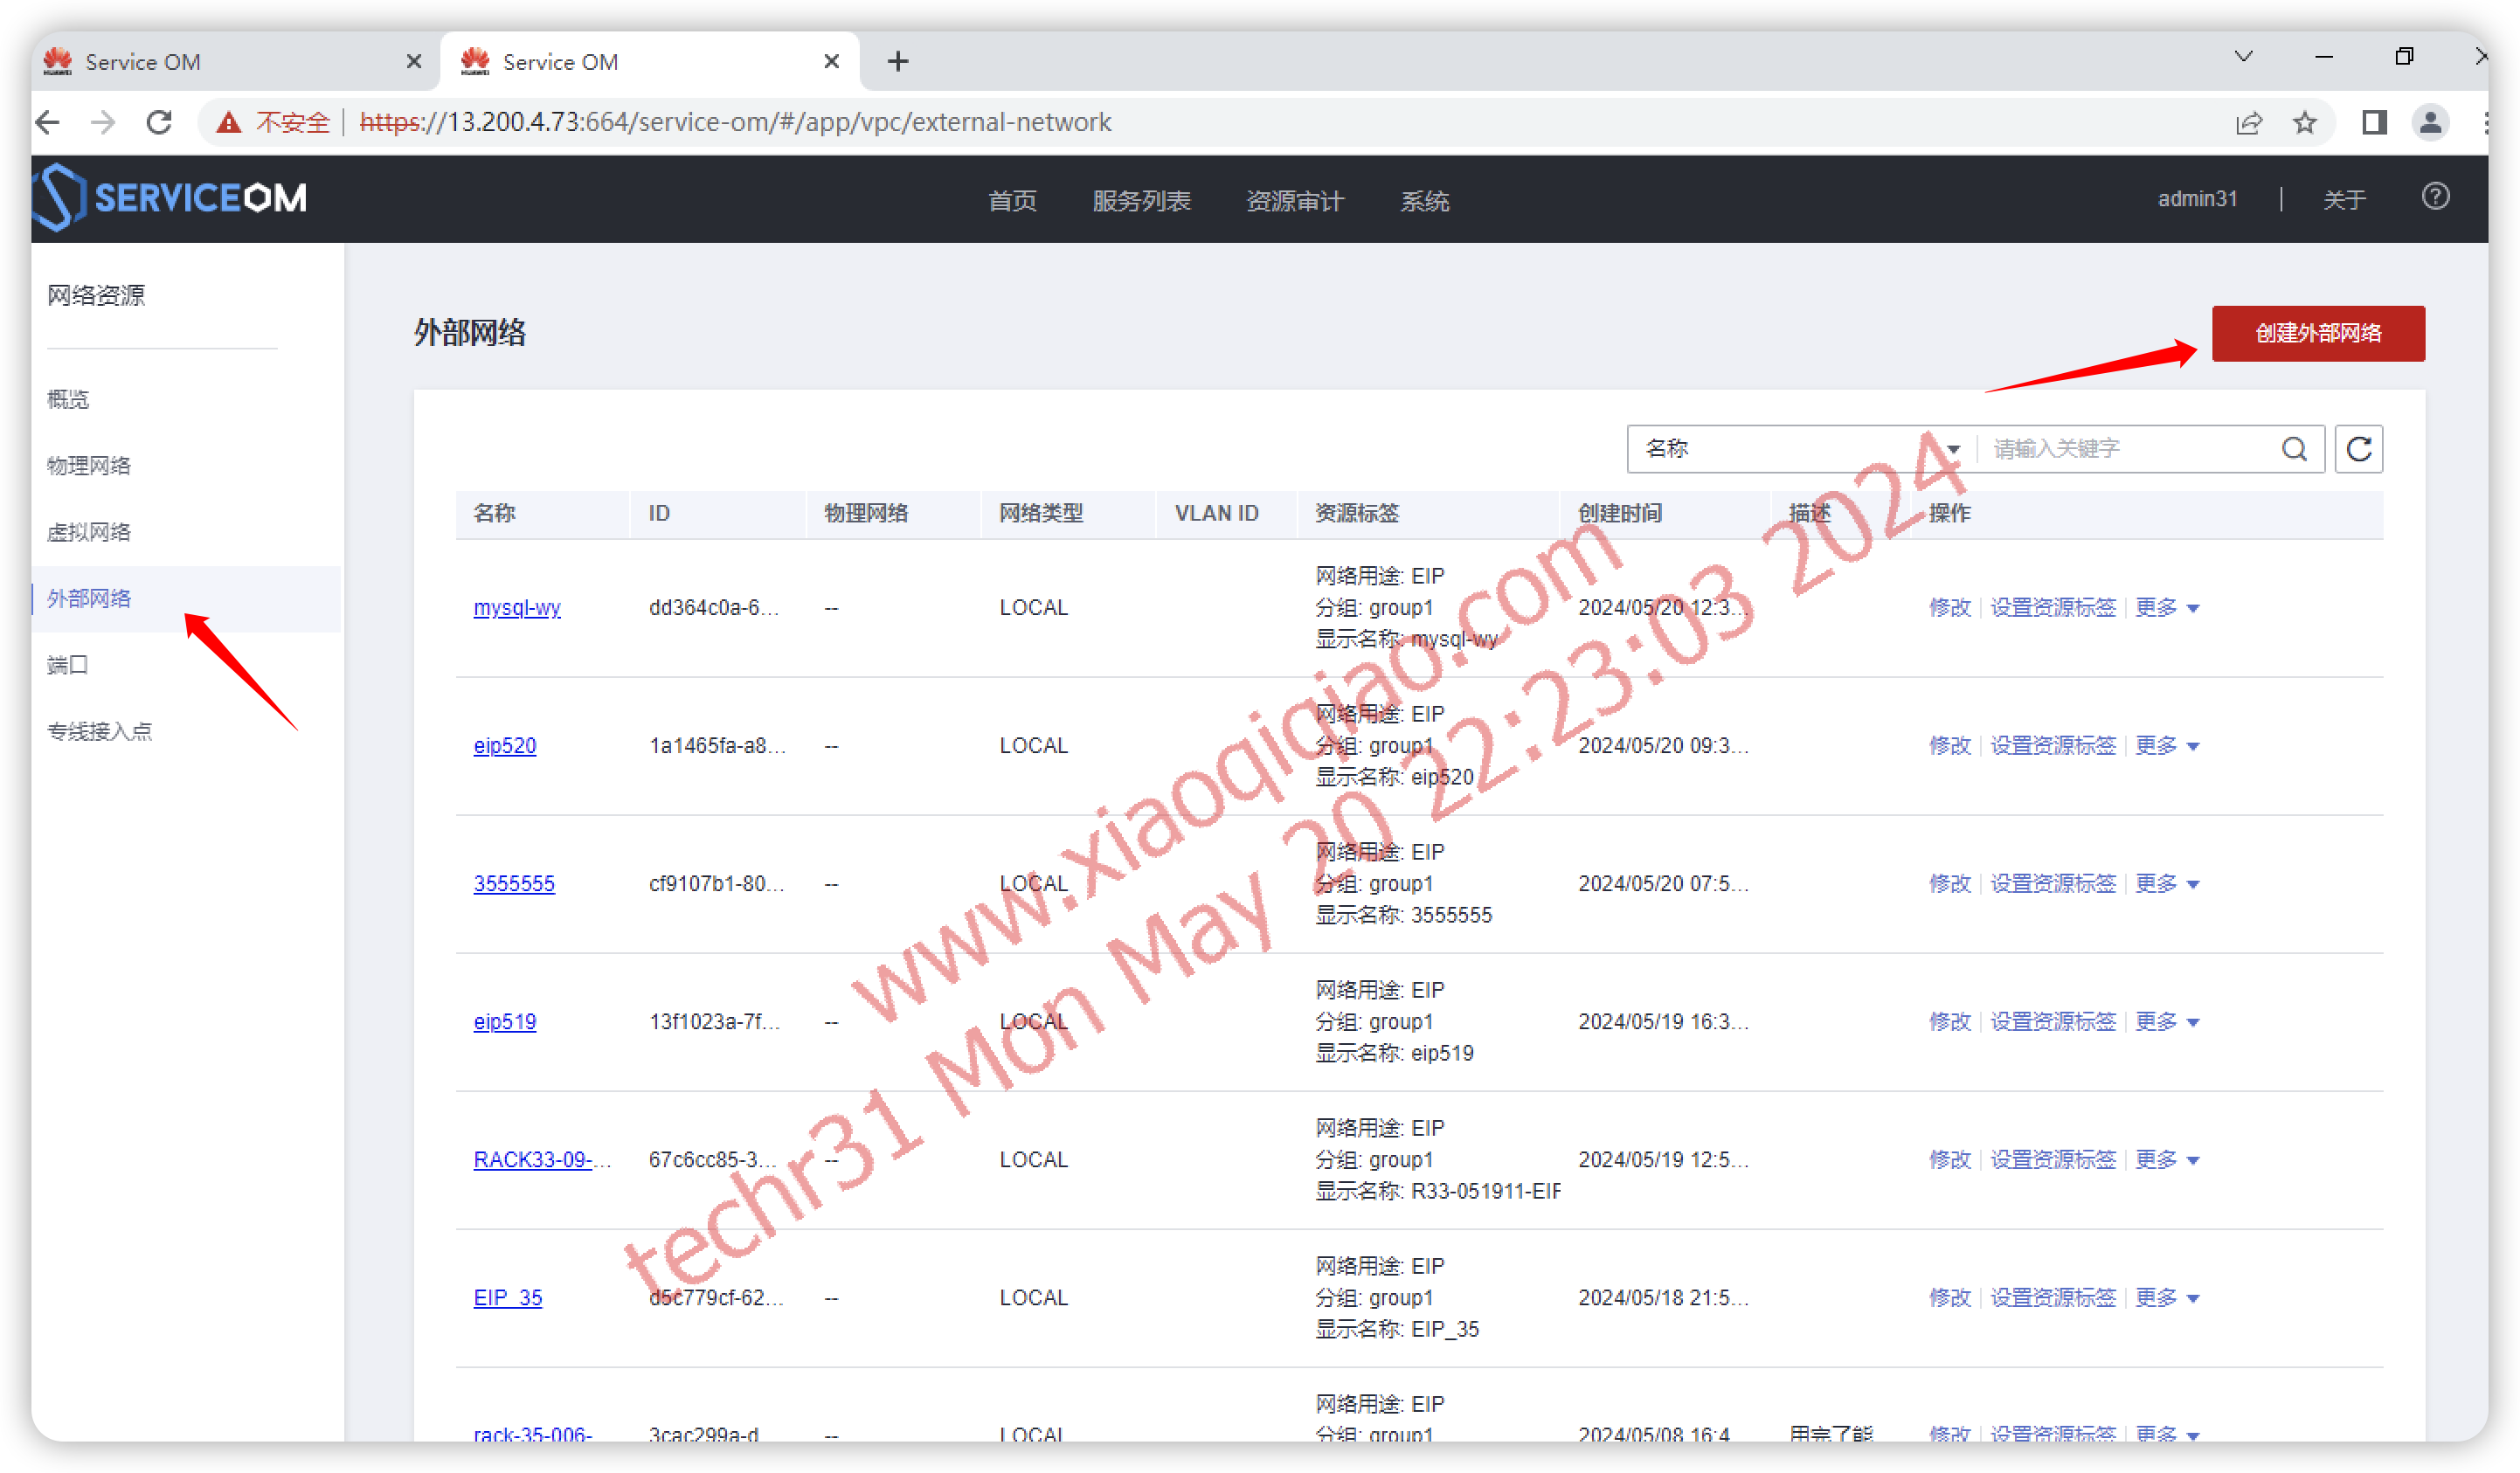 Service OM
Service OM
不安全 https://13.200.4.73:664/service-om/#/app/vpc/external-network
SERVICEOM 首页 服务列表 资源审计 系统 admin31 | 关于
网络资源
概览
物理网络
虚拟网络
外部网络
端口
专线接入点
外部网络
创建外部网络
名称 请输入关键字
名称 ID 物理网络 网络类型 VLAN ID 资源标签 创建时间 描述 操作
mysql-wy dd364c0a-6... -- LOCAL 网络用途: EIP
分组: group1
显示名称: mysql-wy
2024/05/20 12:3... 修改 设置资源标签 更多
eip520 1a1465fa-a8... -- LOCAL 网络用途: EIP
分组: group1
显示名称: eip520
2024/05/20 09:3... 修改 设置资源标签 更多
3555555 cf9107b1-80... -- LOCAL 网络用途: EIP
分组: group1
显示名称: 3555555
2024/05/20 07:5... 修改 设置资源标签 更多
eip519 13f1023a-7f... -- LOCAL 网络用途: EIP
分组: group1
显示名称: eip519
2024/05/19 16:3... 修改 设置资源标签 更多
RACK33-09-... 67c6cc85-3... -- LOCAL 网络用途: EIP
分组: group1
显示名称: R33-051911-EIF
2024/05/19 12:5... 修改 设置资源标签 更多
EIP_35 d5c779cf-62... -- LOCAL 网络用途: EIP
分组: group1
显示名称: EIP_35
2024/05/18 21:5... 修改 设置资源标签 更多
rack-35-006- 3cac299a-d -- LOCAL 网络用途: EIP
分组: group1
2024/05/08 16:4 用完了能 修改 设置资源标签 更多
www.xiaoqiqiao.com
techr31 Mon May 20 22:23:03 2024